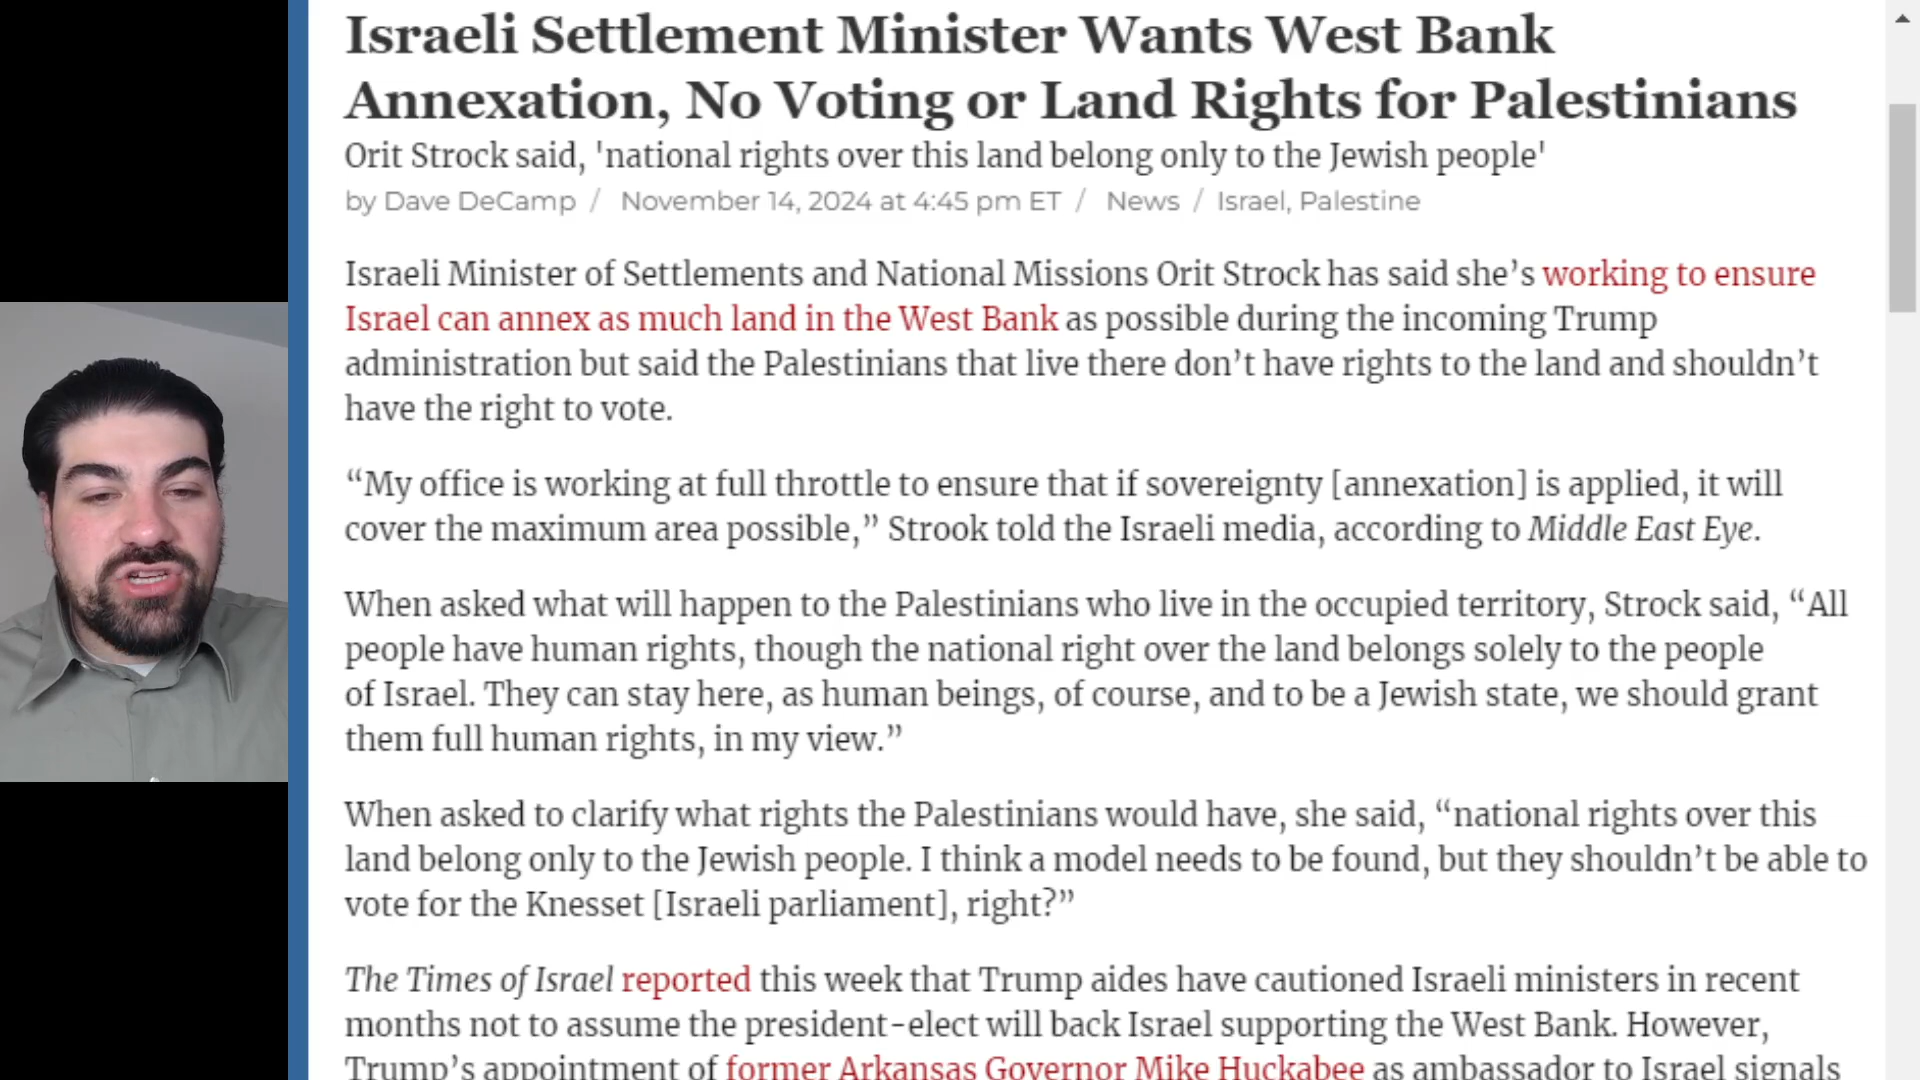 Israeli Settlement Minister Wants West Bank
Annexation, No Voting or Land Rights for Palestinians
Orit Strock said, 'national rights over this land belong only to the Jewish people'
by Dave DeCamp / November 14, 2024 at 4:45 pm ET / News / Israel, Palestine
Israeli Minister of Settlements and National Missions Orit Strock has said she’s working to ensure
Israel can annex as much land in the West Bank as possible during the incoming Trump
administration but said the Palestinians that live there don’t have rights to the land and shouldn’t
have the right to vote.
“My office is working at full throttle to ensure that if sovereignty [annexation] is applied, it will
cover the maximum area possible,” Strook told the Israeli media, according to Middle East Eye.
When asked what will happen to the Palestinians who live in the occupied territory, Strock said, “All
people have human rights, though the national right over the land belongs solely to the people
of Israel. They can stay here, as human beings, of course, and to be a Jewish state, we should grant
them full human rights, in my view.”
When asked to clarify what rights the Palestinians would have, she said, “national rights over this
land belong only to the Jewish people. I think a model needs to be found, but they shouldn’t be able to
vote for the Knesset [Israeli parliament], right?”
The Times of Israel reported this week that Trump aides have cautioned Israeli ministers in recent
months not to assume the president-elect will back Israel supporting the West Bank. However,
Trump’s appointment of former Arkansas Governor Mike Huckabee as ambassador to Israel signals